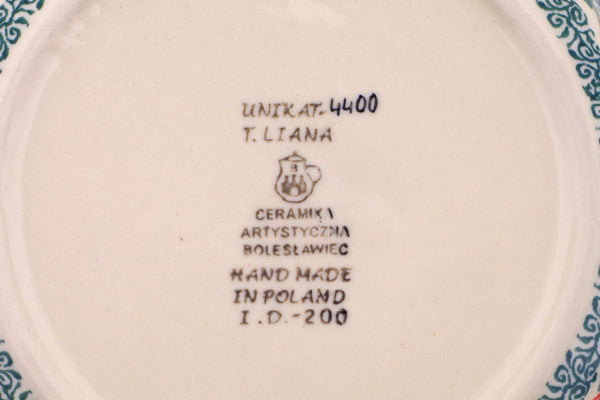 UNIKAT-4400
T. LIANA
CERAMIKA
ARTYSTYCZNA
BOLESŁAWIEC
HAND MADE
IN POLAND
I.D.-200